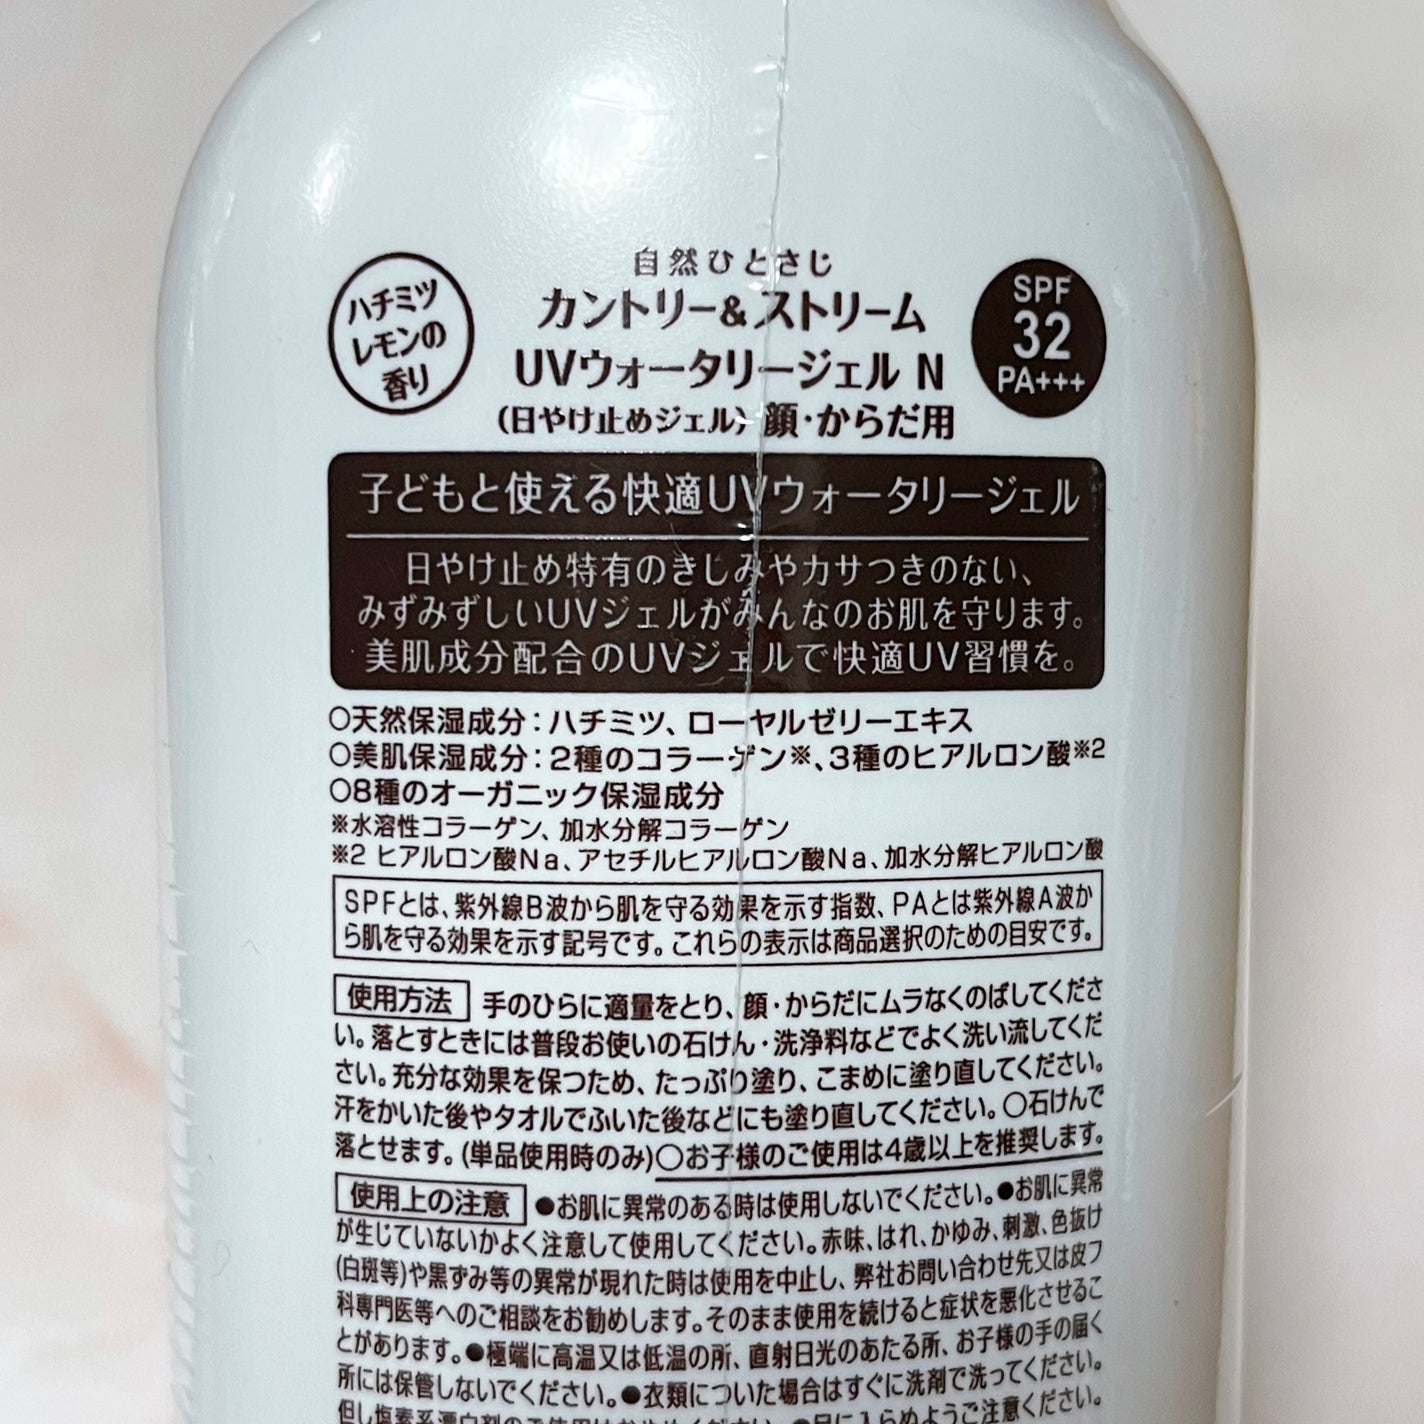 自然ひとさじ
カントリー&ストリーム
UVウォータリージェル N
(日やけ止めジェル) 顔・からだ用
ハチミツ
レモンの
香り
SPF
32
PA+++
子どもと使える快適UVウォータリージェル
日やけ止め特有のきしみやカサつきのない、
みずみずしいUVジェルがみんなのお肌を守ります。
美肌成分配合のUVジェルで快適UV習慣を。
○天然保湿成分：ハチミツ、ローヤルゼリーエキス
○美肌保湿成分：2種のコラーゲン※、3種のヒアルロン酸※2
○8種のオーガニック保湿成分
※水溶性コラーゲン、加水分解コラーゲン
※2 ヒアルロン酸Na、アセチルヒアルロン酸Na、加水分解ヒアルロン酸
SPFとは、紫外線B波から肌を守る効果を示す指数、PAとは紫外線A波か
ら肌を守る効果を示す記号です。これらの表示は商品選択のための目安です。
使用方法 手のひらに適量をとり、顔・からだにムラなくのばしてくださ
い。落とすときには普段お使いの石けん・洗浄料などでよく洗い流してくだ
さい。充分な効果を保つため、たっぷり塗り、こまめに塗り直してください。
汗をかいた後やタオルでふいた後などにも塗り直してください。○石けんで
落とせます。(単品使用時のみ)○お子様のご使用は4歳以上を推奨します。
使用上の注意 ●お肌に異常のある時は使用しないでください。●お肌に異常
が生じていないかよく注意して使用してください。赤味、はれ、かゆみ、刺激、色抜け
(白斑等)や黒ずみ等の異常が現れた時は使用を中止し、弊社お問い合わせ先又は皮フ
科専門医等へのご相談をお勧めします。そのまま使用を続けると症状を悪化させるこ
とがあります。●極端に高温又は低温の所、直射日光のあたる所、お子様の手の届く
所には保管しないでください。●衣類についた場合はすぐに洗剤で洗ってください。
但し塩素系漂白剤のご使用はおやめください。●目に入らぬようご注意ください。